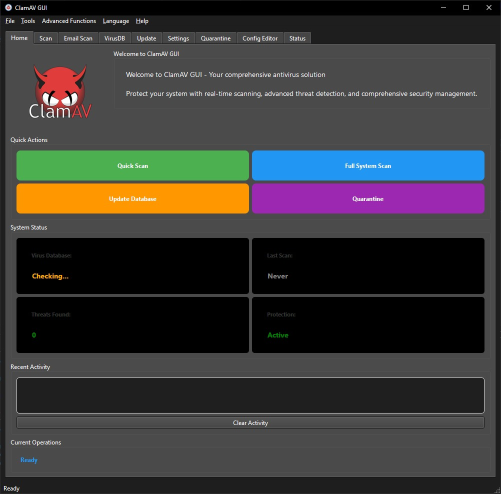 ClamAV GUI
File Tools Advanced Functions Language Help
Home Scan Email Scan VirusDB Update Settings Quarantine Config Editor Status
Welcome to ClamAV GUI
ClamAV
Welcome to ClamAV GUI - Your comprehensive antivirus solution
Protect your system with real-time scanning, advanced threat detection, and comprehensive security management.
Quick Actions
Quick Scan Full System Scan
Update Database Quarantine
System Status
Virus Database: Last Scan:
Checking... Never
Threats Found: Protection:
0 Active
Recent Activity
Clear Activity
Current Operations
Ready
Ready